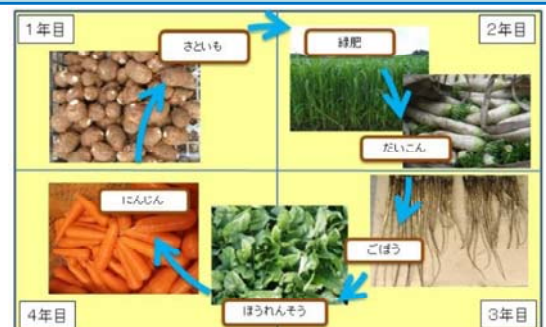 1年目
さといも
緑肥
2年目
だいこん
にんじん
ごぼう
ほうれんそう
4年目
3年目